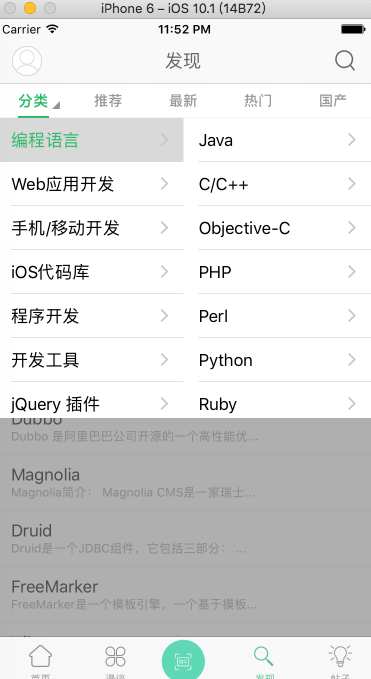 iPhone 6 – iOS 10.1 (14B72)
Carrier 11:52 PM
发现
分类 推荐 最新 热门 国产
编程语言 Java
Web应用开发 C/C++
手机/移动开发 Objective-C
iOS代码库 PHP
程序开发 Perl
开发工具 Python
jQuery 插件 Ruby
Dubbo
Dubbo 是阿里巴巴公司开源的一个高性能优...
Magnolia
Magnolia简介： Magnolia CMS是一家瑞士...
Druid
Druid是一个JDBC组件，它包括三部分： ...
FreeMarker
FreeMarker是一个模板引擎，一个基于模板...
首页 漫谈 发现 帖子